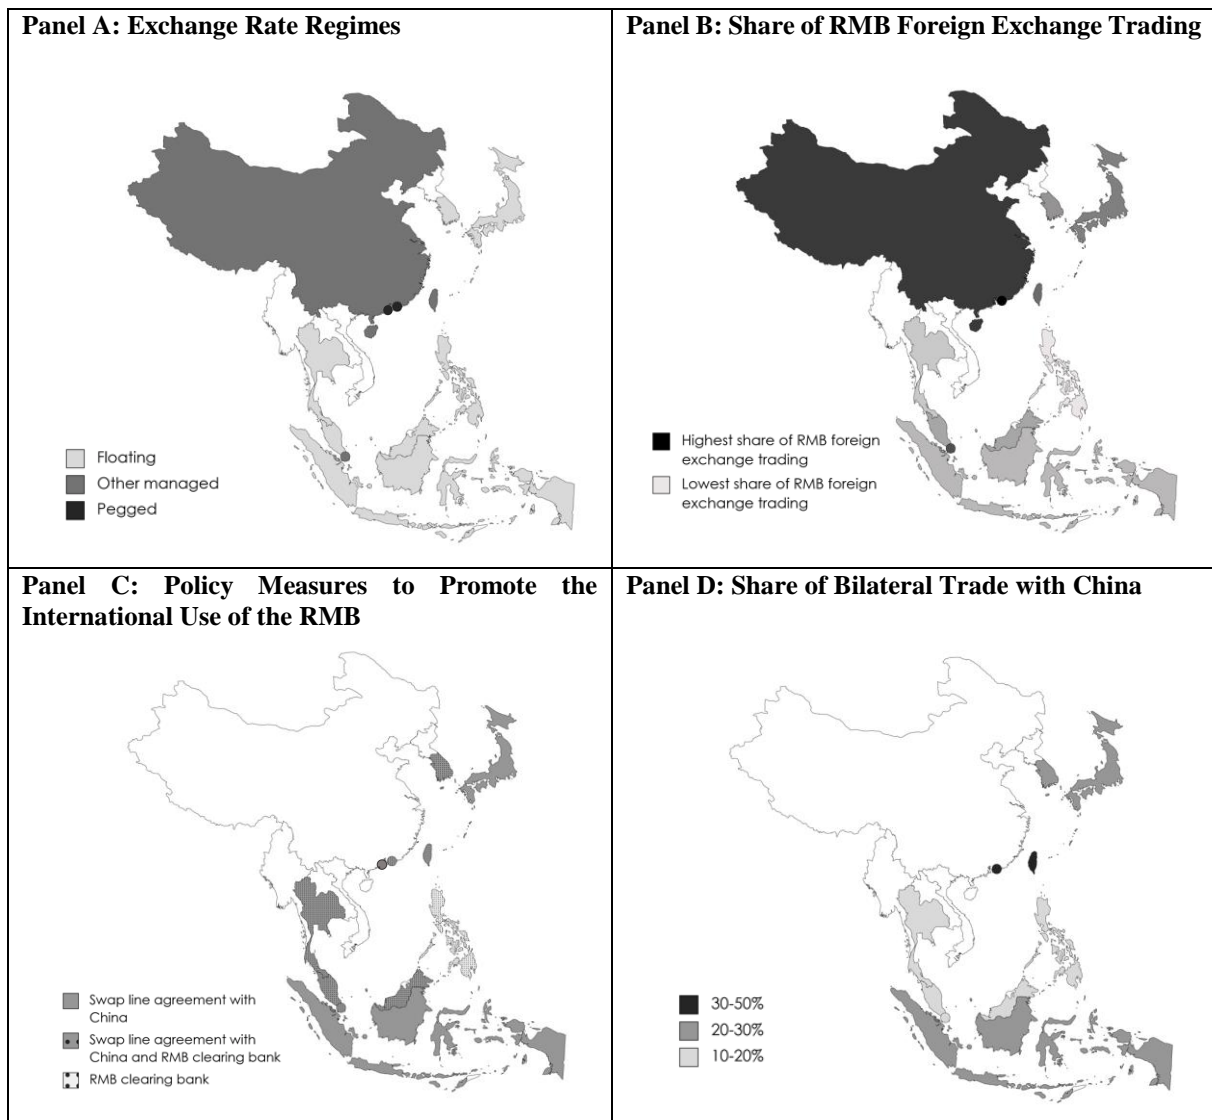 Panel A: Exchange Rate Regimes
Floating
Other managed
Pegged
Panel B: Share of RMB Foreign Exchange Trading
Highest share of RMB foreign
exchange trading
Lowest share of RMB foreign
exchange trading
Panel C: Policy Measures to Promote the
International Use of the RMB
Swap line agreement with
China
Swap line agreement with
China and RMB clearing bank
RMB clearing bank
Panel D: Share of Bilateral Trade with China
30-50%
20-30%
10-20%